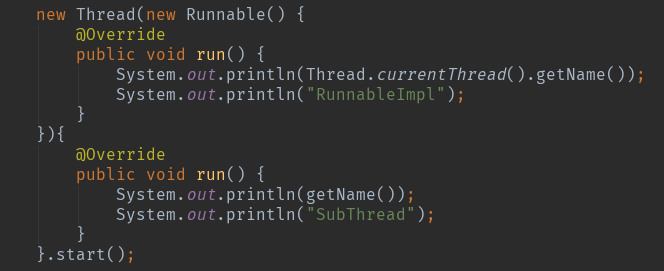 new Thread(new Runnable() {
@Override
public void run() {
System.out.println(Thread.currentThread().getName());
System.out.println("RunnableImpl");
}
}){
@Override
public void run() {
System.out.println(getName());
System.out.println("SubThread");
}
}.start();